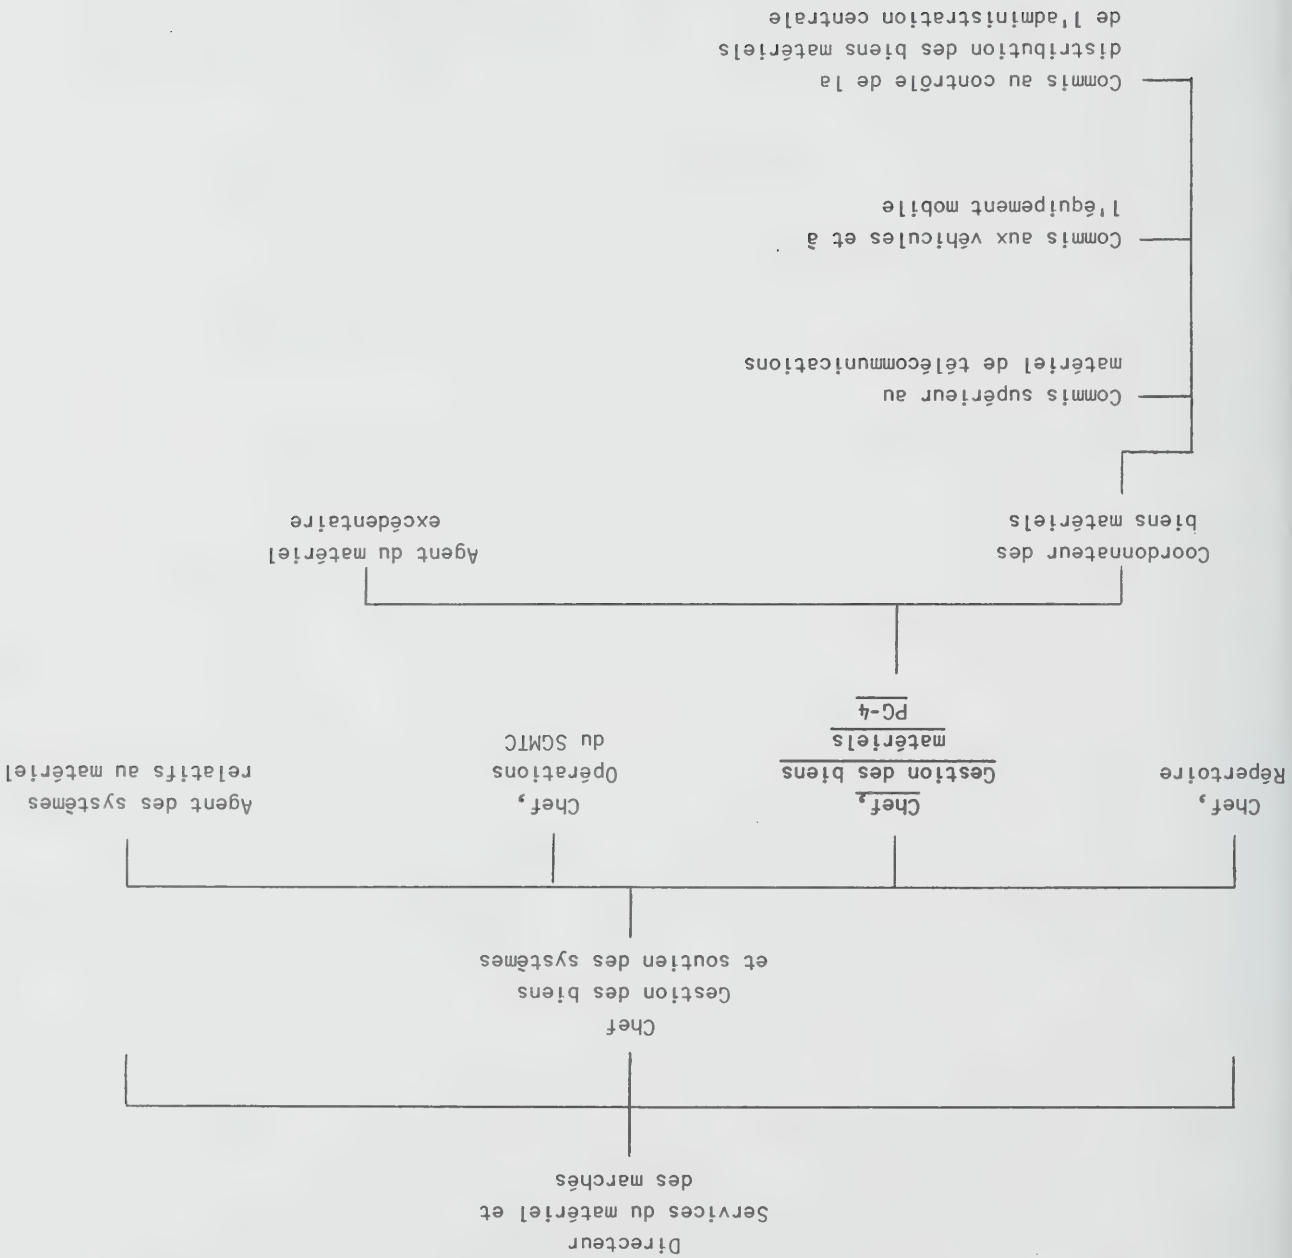 Directeur
Services du matériel et
des marchés
Chef
Gestion des biens
et soutien des systèmes
Chef,
Répertoire
Chef,
Gestion des biens
matériels
PG-4
Chef,
Opérations
du SGMTC
Agent des systèmes
relatifs au matériel
Coordonnateur des
biens matériels
Agent du matériel
excédentaire
Commis supérieur au
matériel de télécommunications
Commis aux véhicules et à
l'équipement mobile
Commis au contrôle de la
distribution des biens matériels
de l'administration centrale